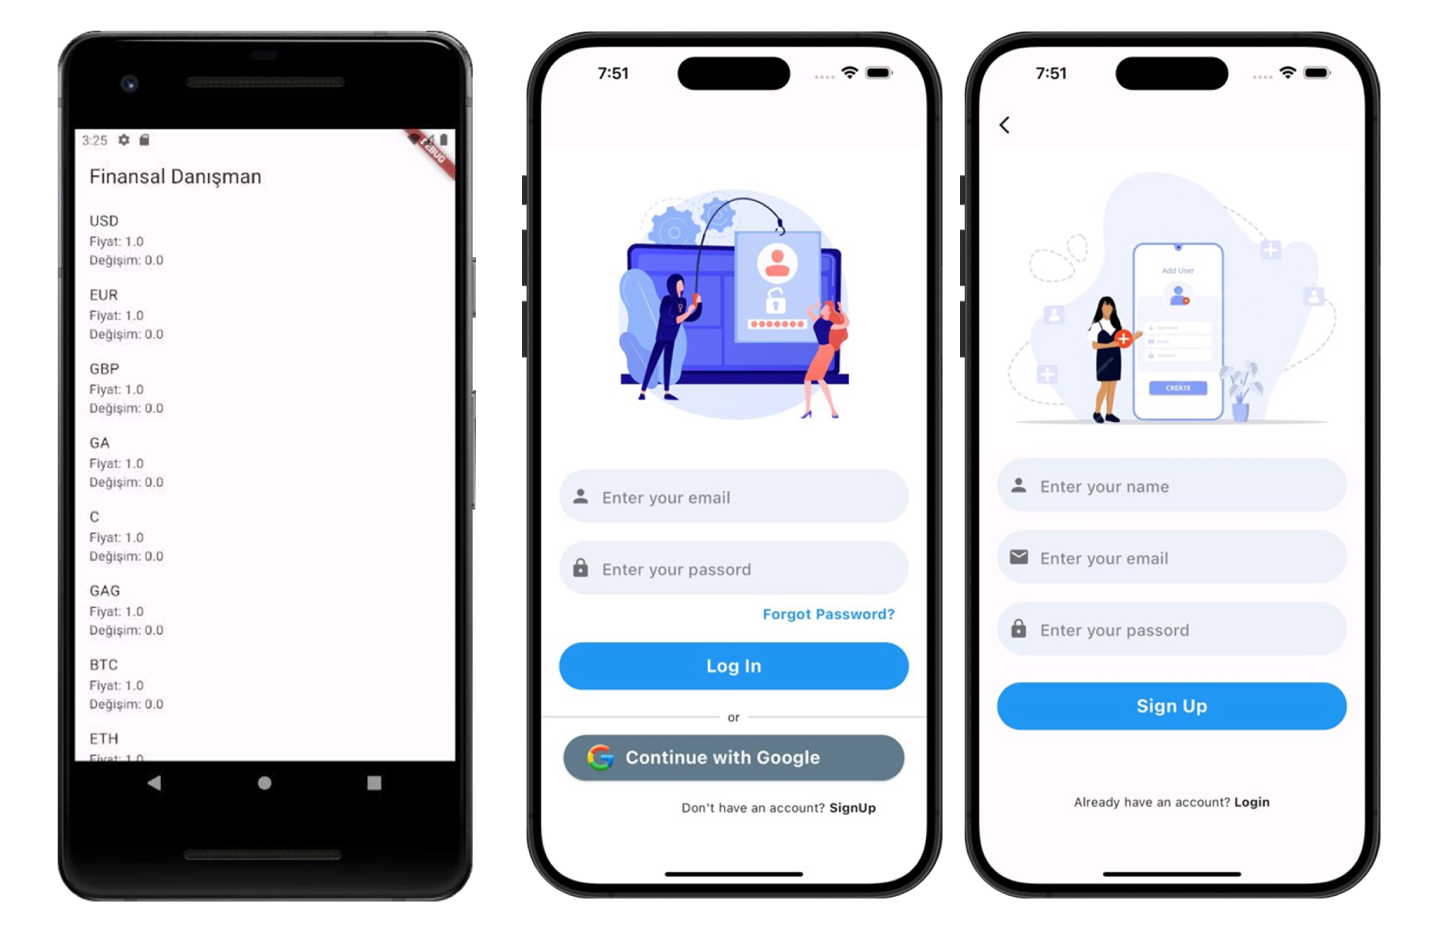 3:25
DEBUG
Finansal Danışman
USD
Fiyat: 1.0
Değişim: 0.0
EUR
Fiyat: 1.0
Değişim: 0.0
GBP
Fiyat: 1.0
Değişim: 0.0
GA
Fiyat: 1.0
Değişim: 0.0
C
Fiyat: 1.0
Değişim: 0.0
GAG
Fiyat: 1.0
Değişim: 0.0
BTC
Fiyat: 1.0
Değişim: 0.0
ETH
Fiyat: 1.0
7:51
Enter your email
Enter your passord
Forgot Password?
Log In
or
Continue with Google
Don't have an account? SignUp
7:51
Add User
CREATE
Enter your name
Enter your email
Enter your passord
Sign Up
Already have an account? Login